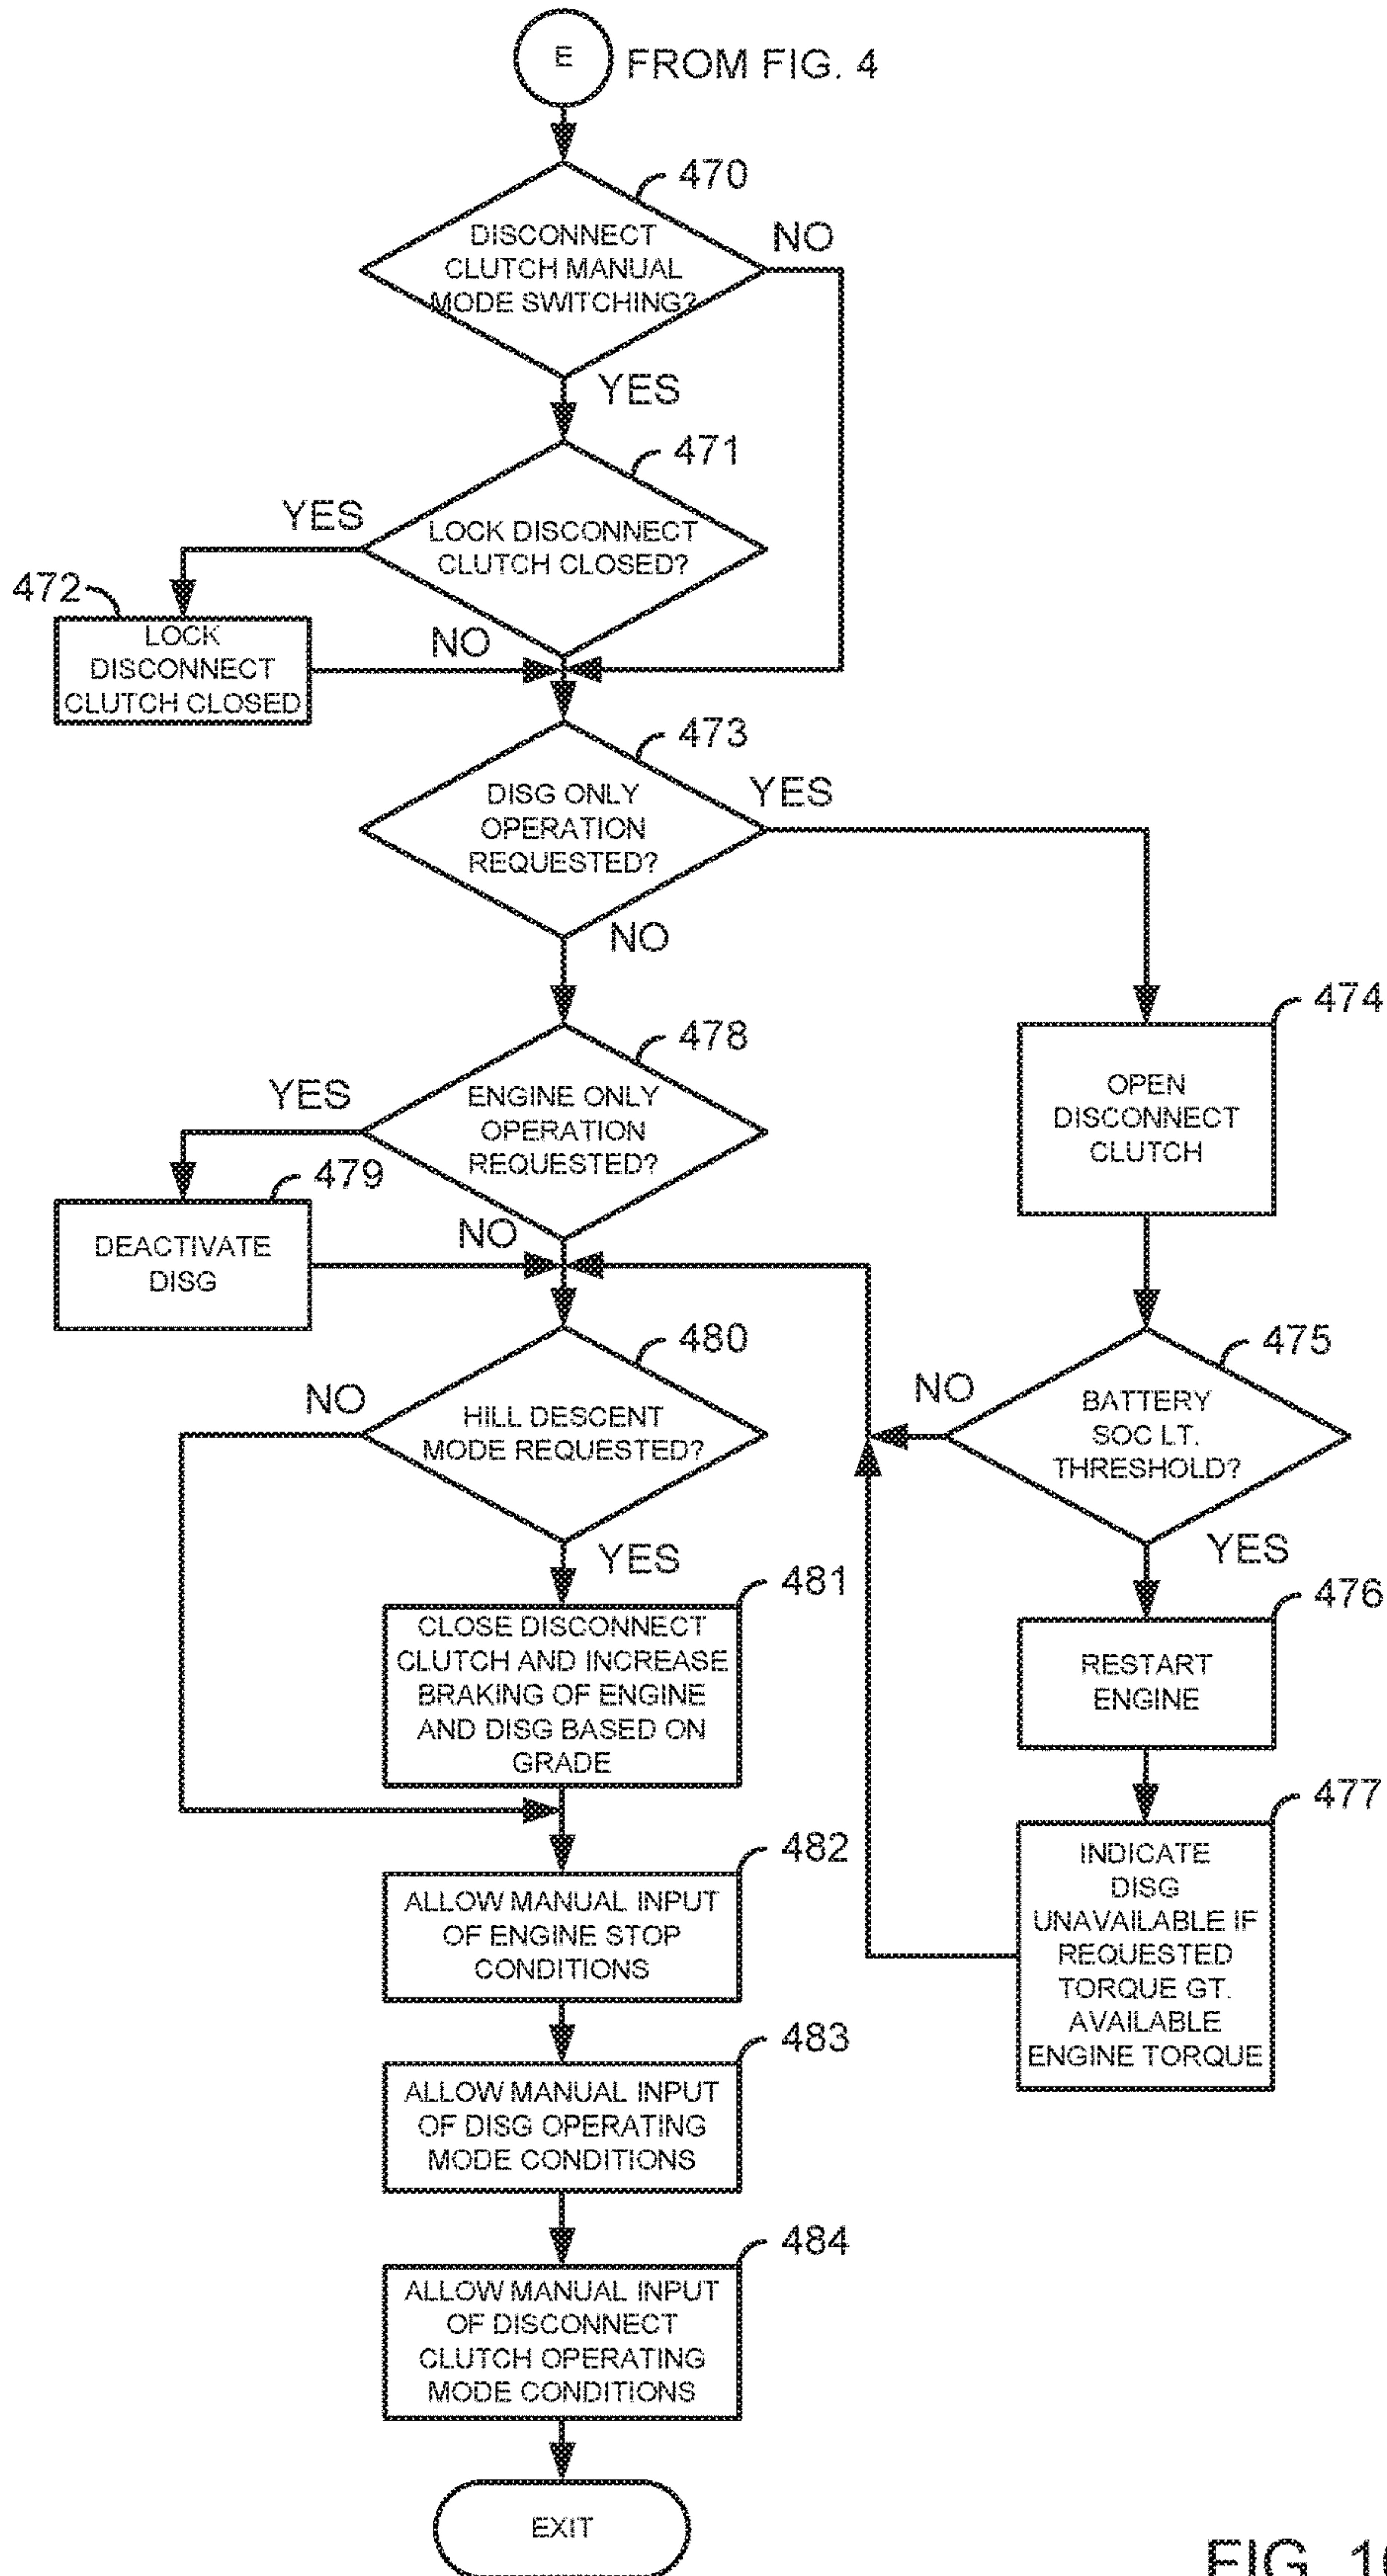 E
FROM FIG. 4
470
DISCONNECT
CLUTCH MANUAL
MODE SWITCHING?
NO
YES
471
LOCK DISCONNECT
CLUTCH CLOSED?
YES
472
LOCK
DISCONNECT
CLUTCH CLOSED
NO
473
DISG ONLY
OPERATION
REQUESTED?
YES
NO
474
OPEN
DISCONNECT
CLUTCH
478
ENGINE ONLY
OPERATION
REQUESTED?
YES
479
DEACTIVATE
DISG
NO
475
BATTERY
SOC LT.
THRESHOLD?
NO
YES
480
HILL DESCENT
MODE REQUESTED?
NO
YES
476
RESTART
ENGINE
481
CLOSE DISCONNECT
CLUTCH AND INCREASE
BRAKING OF ENGINE
AND DISG BASED ON
GRADE
477
INDICATE
DISG
UNAVAILABLE IF
REQUESTED
TORQUE GT.
AVAILABLE
ENGINE TORQUE
482
ALLOW MANUAL INPUT
OF ENGINE STOP
CONDITIONS
483
ALLOW MANUAL INPUT
OF DISG OPERATING
MODE CONDITIONS
484
ALLOW MANUAL INPUT
OF DISCONNECT
CLUTCH OPERATING
MODE CONDITIONS
EXIT
FIG.